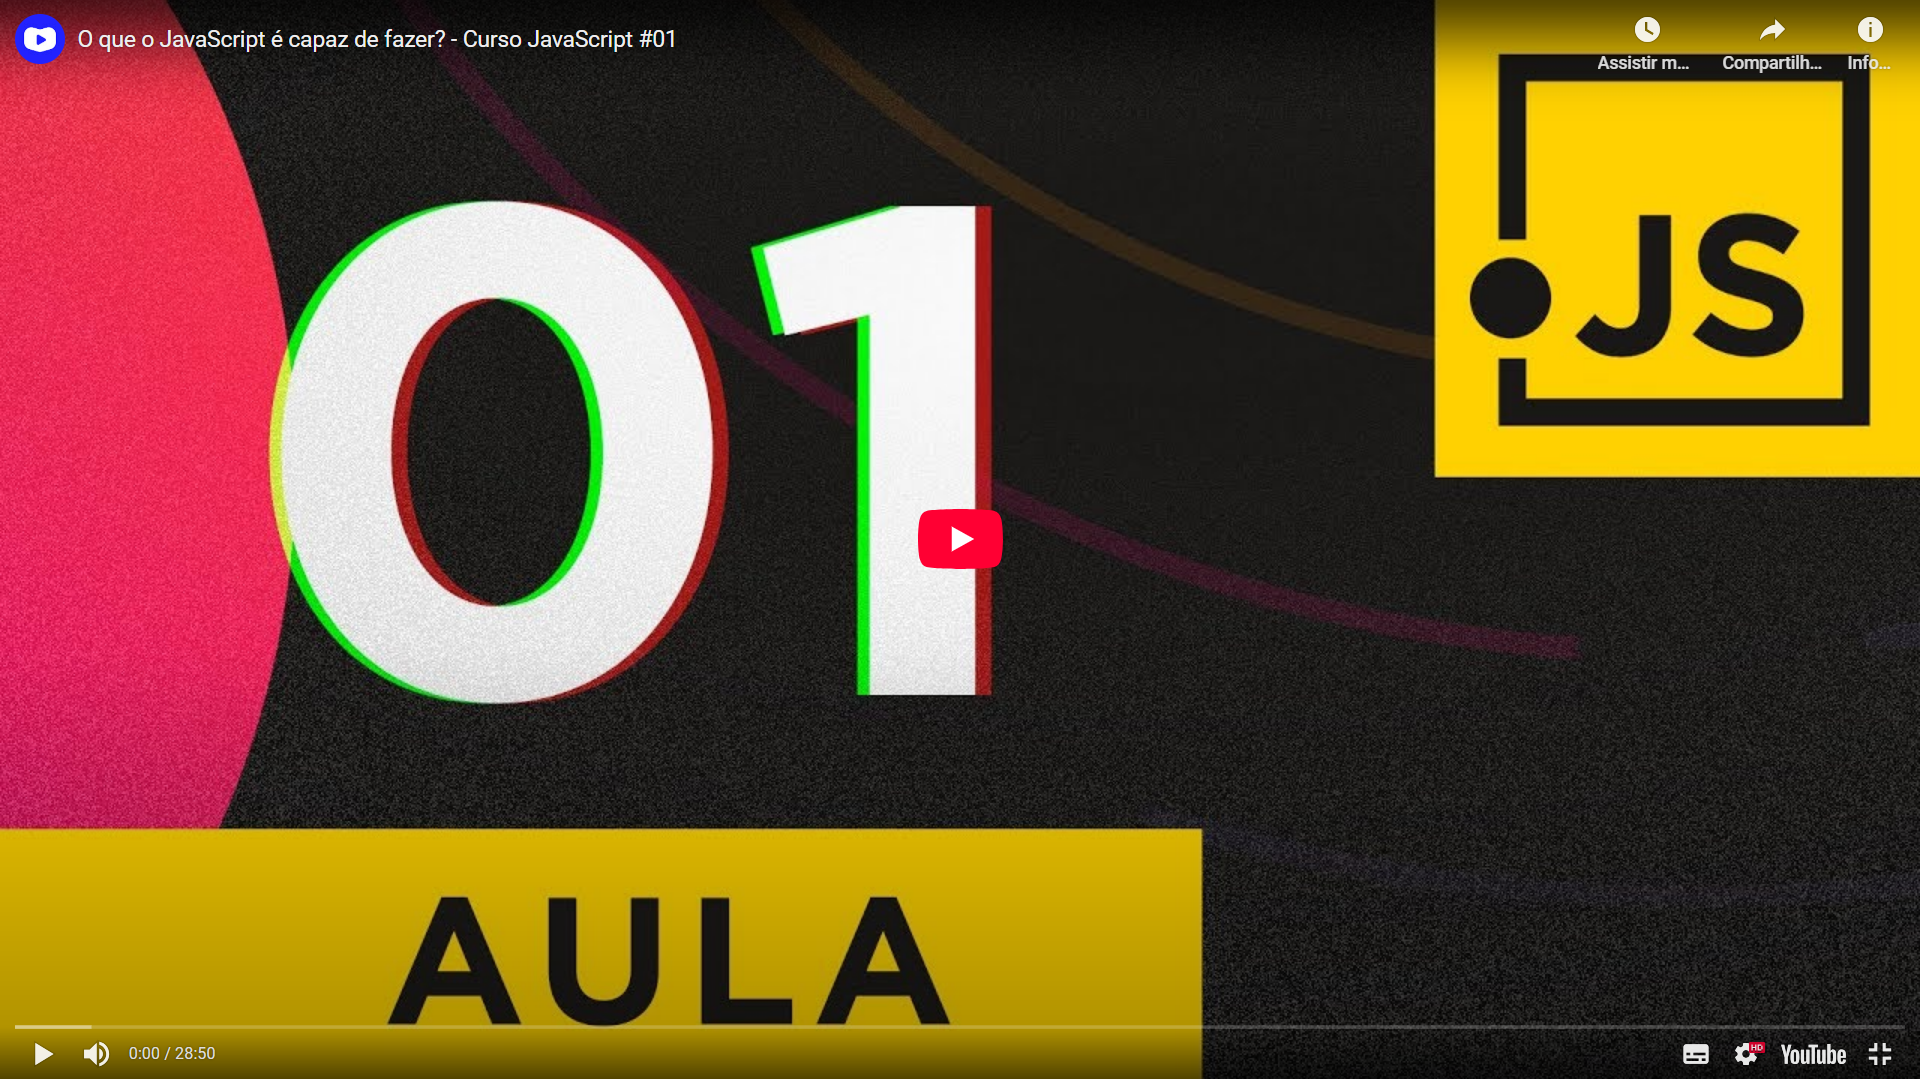 O que o JavaScript é capaz de fazer? - Curso JavaScript #01
Assistir m...
Compartilh...
Info...
JS
01
AULA
0:00 / 28:50
HD
YouTube